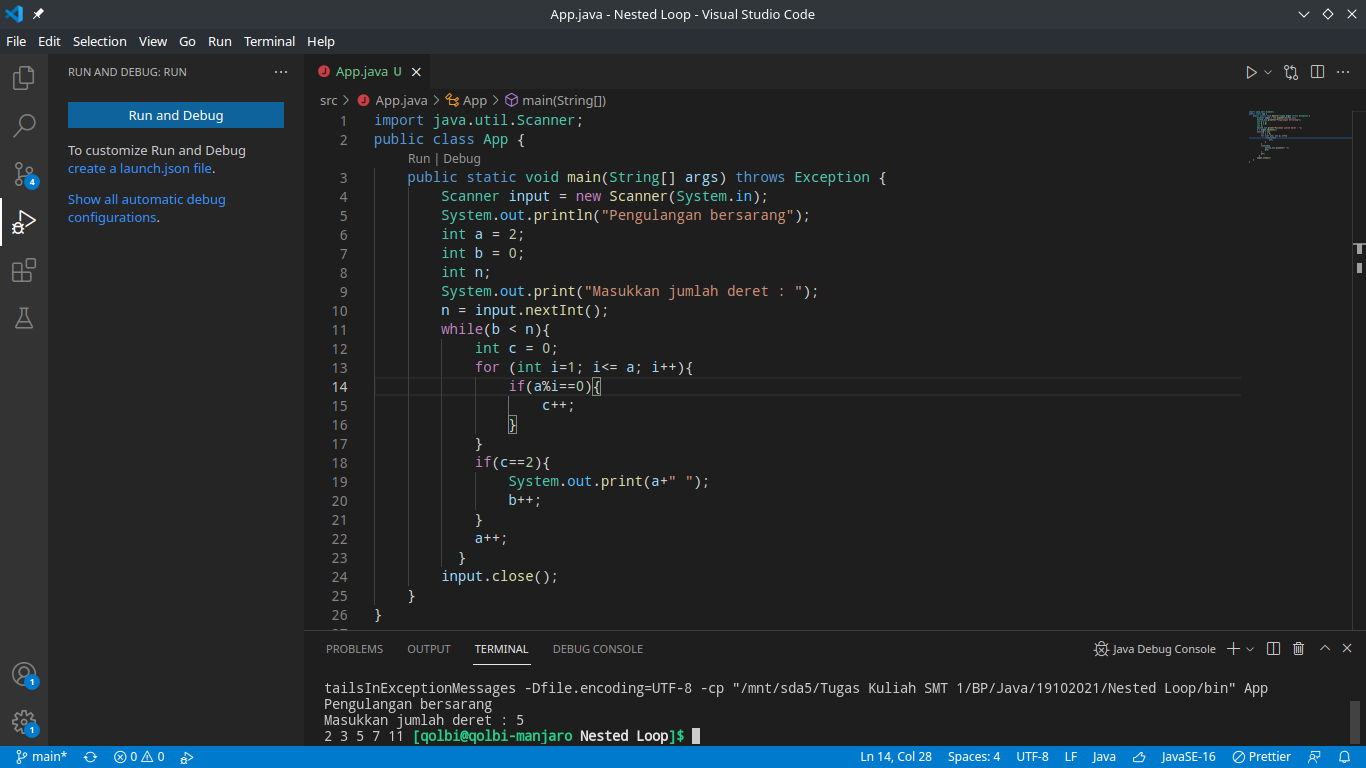 App.java - Nested Loop - Visual Studio Code
File Edit Selection View Go Run Terminal Help
RUN AND DEBUG: RUN
Run and Debug
To customize Run and Debug
create a launch.json file.
Show all automatic debug
configurations.
4
1
1
App.java U
src > App.java > App > main(String[])
1 import java.util.Scanner;
2 public class App {
Run | Debug
3 public static void main(String[] args) throws Exception {
4 Scanner input = new Scanner(System.in);
5 System.out.println("Pengulangan bersarang");
6 int a = 2;
7 int b = 0;
8 int n;
9 System.out.print("Masukkan jumlah deret : ");
10 n = input.nextInt();
11 while(b < n){
12 int c = 0;
13 for (int i=1; i<= a; i++){
14 if(a%i==0){
15 c++;
16 }
17 }
18 if(c==2){
19 System.out.print(a+" ");
20 b++;
21 }
22 a++;
23 }
24 input.close();
25 }
26 }
PROBLEMS OUTPUT TERMINAL DEBUG CONSOLE Java Debug Console
tailsInExceptionMessages -Dfile.encoding=UTF-8 -cp "/mnt/sda5/Tugas Kuliah SMT 1/BP/Java/19102021/Nested Loop/bin" App
Pengulangan bersarang
Masukkan jumlah deret : 5
2 3 5 7 11 [qolbi@qolbi-manjaro Nested Loop]$
main* 0 0 Ln 14, Col 28 Spaces: 4 UTF-8 LF Java JavaSE-16 Prettier